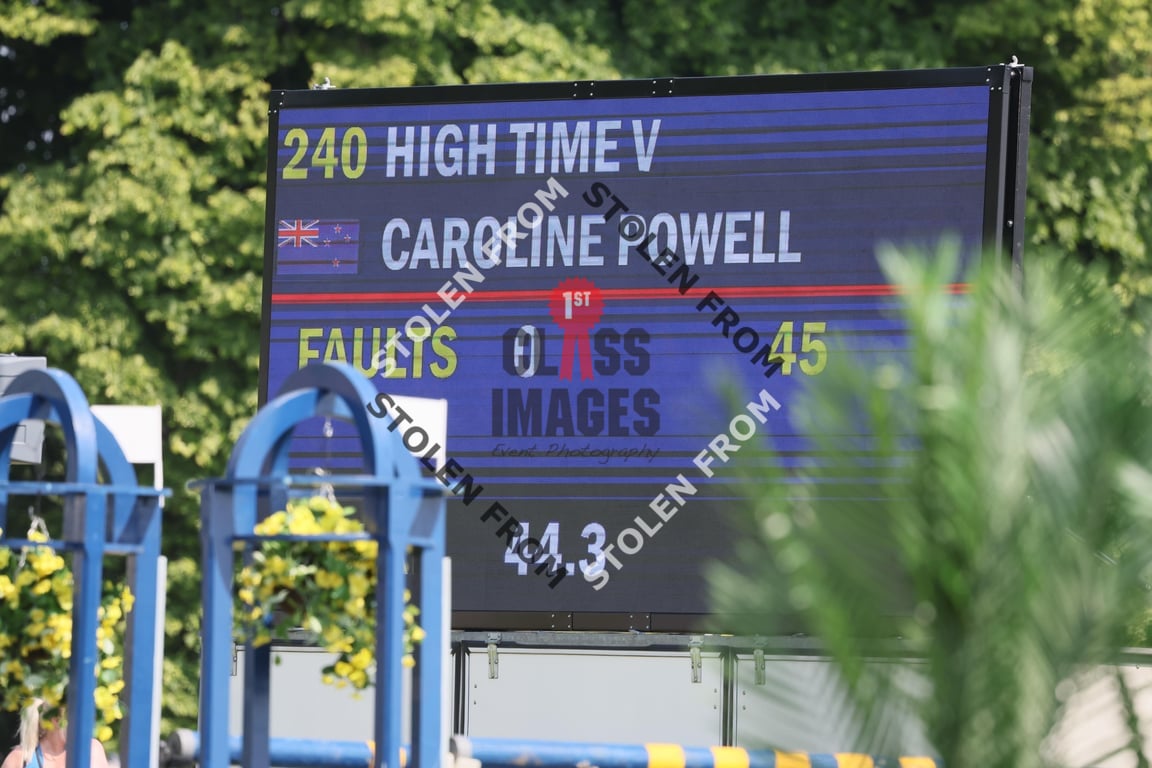 240 HIGH TIME V
CAROLINE POWELL
FAULTS 0 45
44.3
STOLEN FROM
STOLEN FROM
STOLEN FROM
STOLEN FROM
1ST
CLASS
IMAGES
Event Photography